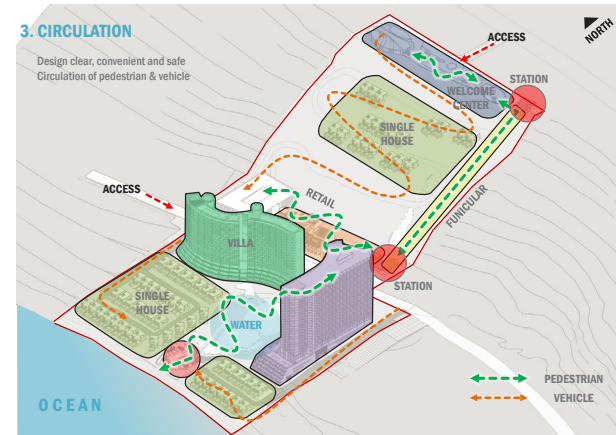 3. CIRCULATION
Design clear, convenient and safe
Circulation of pedestrian & vehicle
NORTH
ACCESS
STATION
WELCOME
CENTER
SINGLE
HOUSE
RETAIL
FUNICULAR
ACCESS
VILLA
STATION
SINGLE
HOUSE
WATER
OCEAN
PEDESTRIAN
VEHICLE